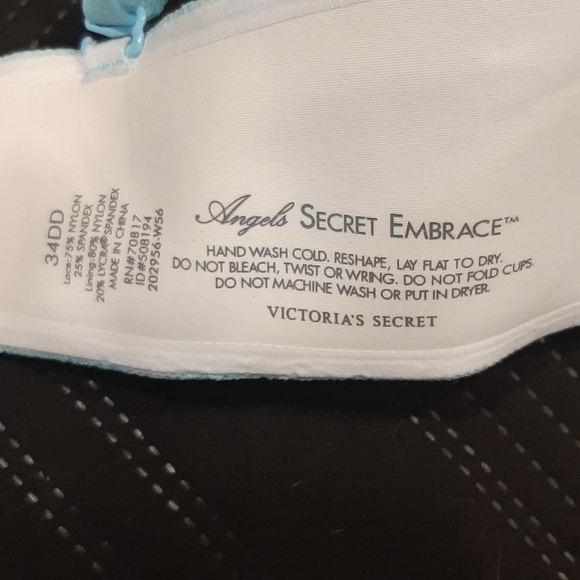 34DD
Lace:75% NYLON
25% SPANDEX
Lining:80% NYLON
20% LYCRA® SPANDEX
MADE IN CHINA
RN#70817
ID#508194
202956-W56
Angels SECRET EMBRACE™
HAND WASH COLD. RESHAPE, LAY FLAT TO DRY.
DO NOT BLEACH, TWIST OR WRING. DO NOT FOLD CUPS.
DO NOT MACHINE WASH OR PUT IN DRYER.
VICTORIA'S SECRET